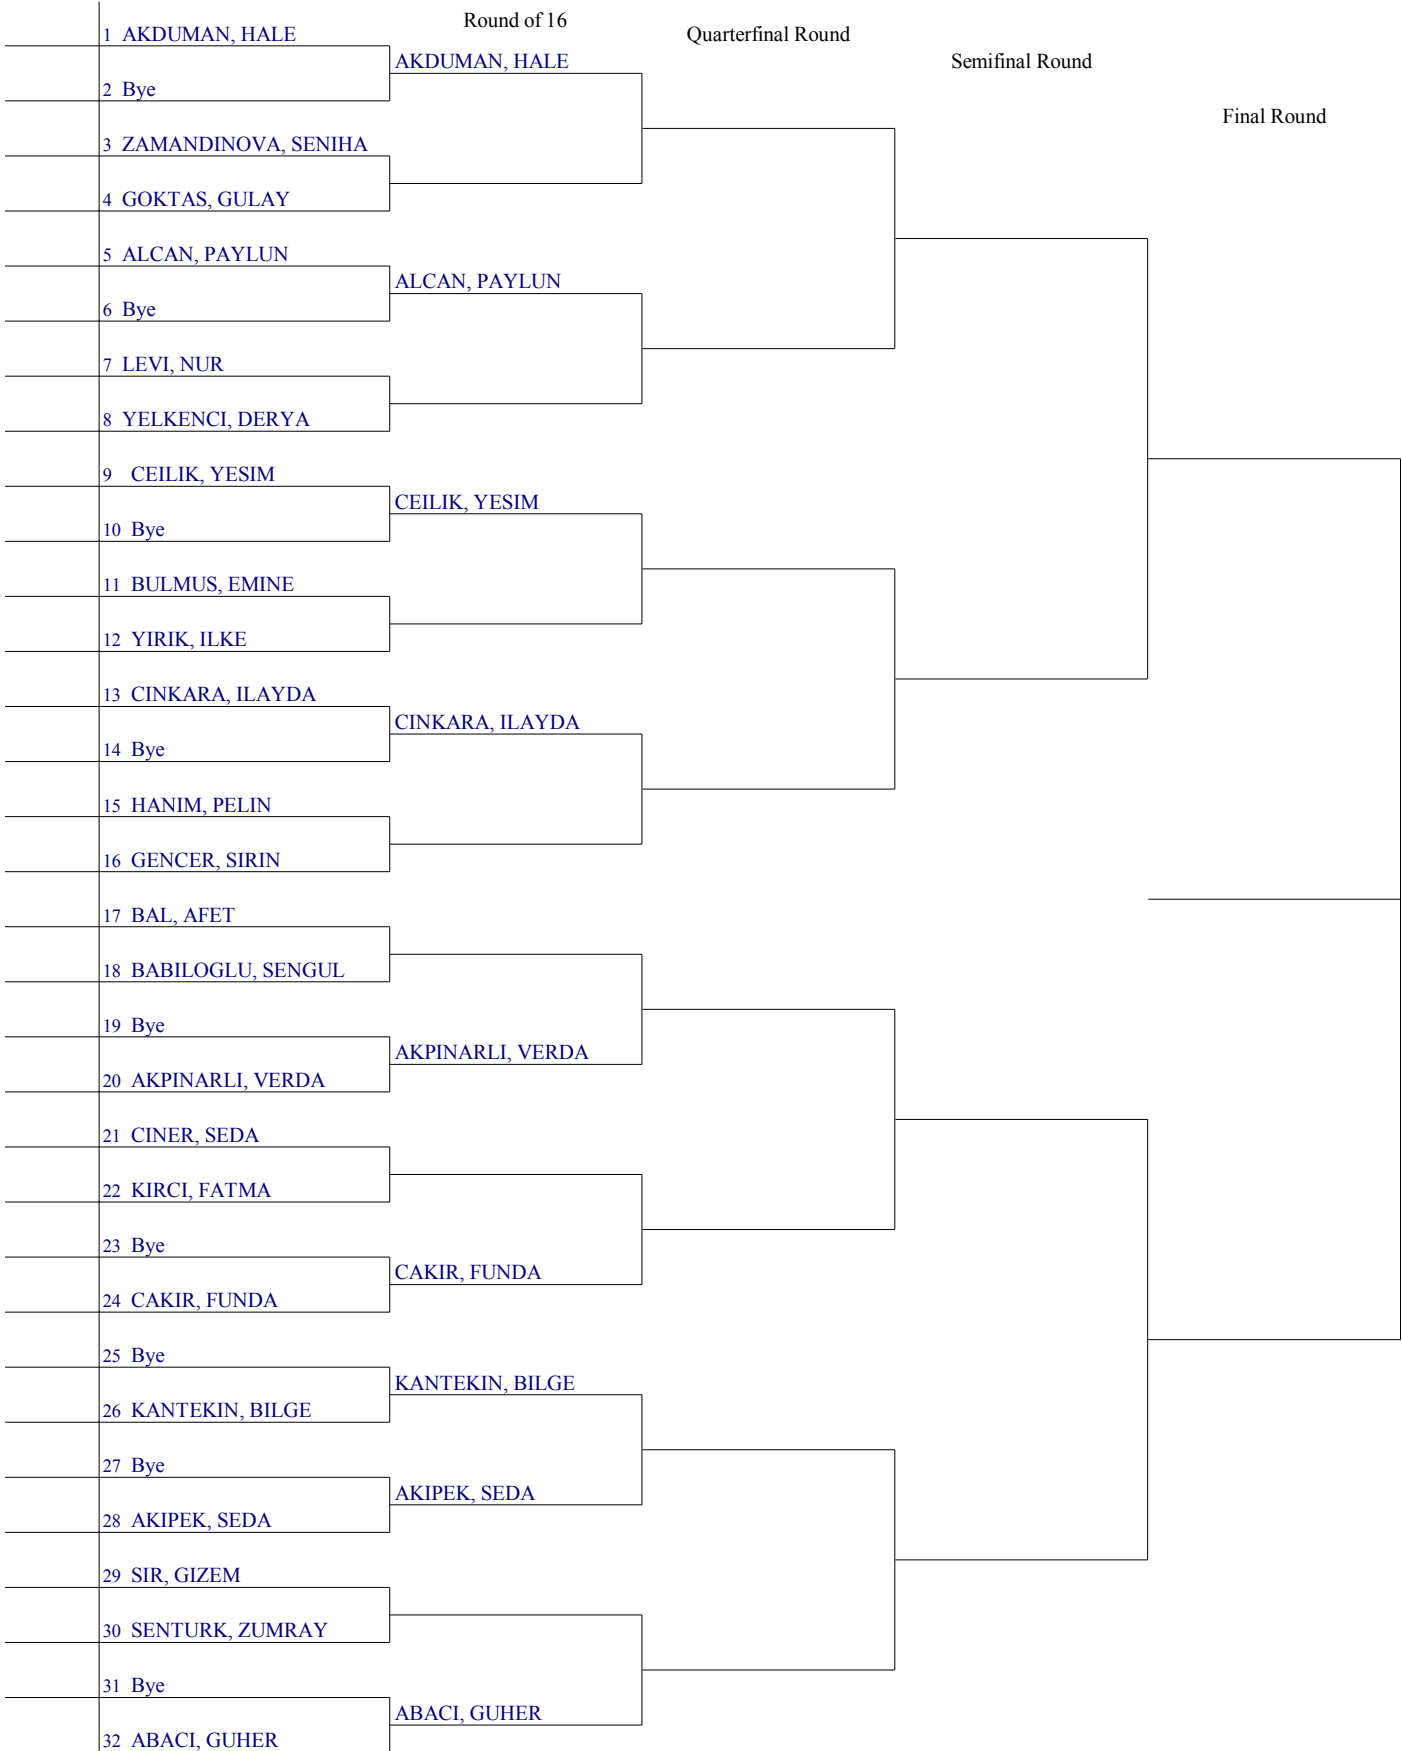 Round of 16
Quarterfinal Round
Semifinal Round
Final Round
1 AKDUMAN, HALE
AKDUMAN, HALE
2 Bye
3 ZAMANDINOVA, SENIHA
4 GOKTAS, GULAY
5 ALCAN, PAYLUN
ALCAN, PAYLUN
6 Bye
7 LEVI, NUR
8 YELKENCI, DERYA
9 CEILIK, YESIM
CEILIK, YESIM
10 Bye
11 BULMUS, EMINE
12 YIRIK, ILKE
13 CINKARA, ILAYDA
CINKARA, ILAYDA
14 Bye
15 HANIM, PELIN
16 GENCER, SIRIN
17 BAL, AFET
18 BABILOGLU, SENGUL
19 Bye
AKPINARLI, VERDA
20 AKPINARLI, VERDA
21 CINER, SEDA
22 KIRCI, FATMA
23 Bye
CAKIR, FUNDA
24 CAKIR, FUNDA
25 Bye
KANTEKIN, BILGE
26 KANTEKIN, BILGE
27 Bye
AKIPEK, SEDA
28 AKIPEK, SEDA
29 SIR, GIZEM
30 SENTURK, ZUMRAY
31 Bye
ABACI, GUHER
32 ABACI, GUHER